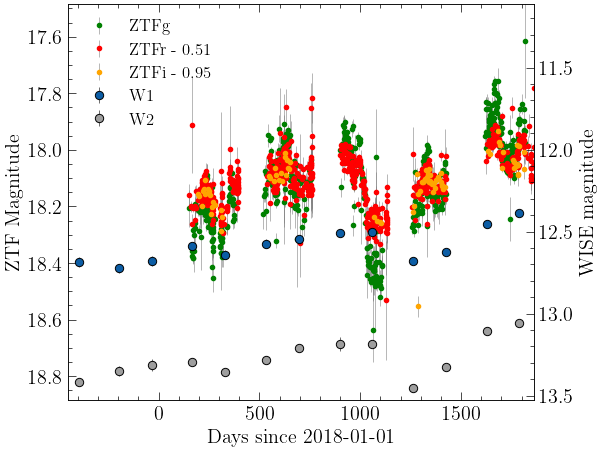 ZTFg
ZTFr - 0.51
ZTFi - 0.95
W1
W2
17.6
17.8
18.0
18.2
18.4
18.6
18.8
ZTF Magnitude
11.5
12.0
12.5
13.0
13.5
WISE magnitude
0
500
1000
1500
Days since 2018-01-01